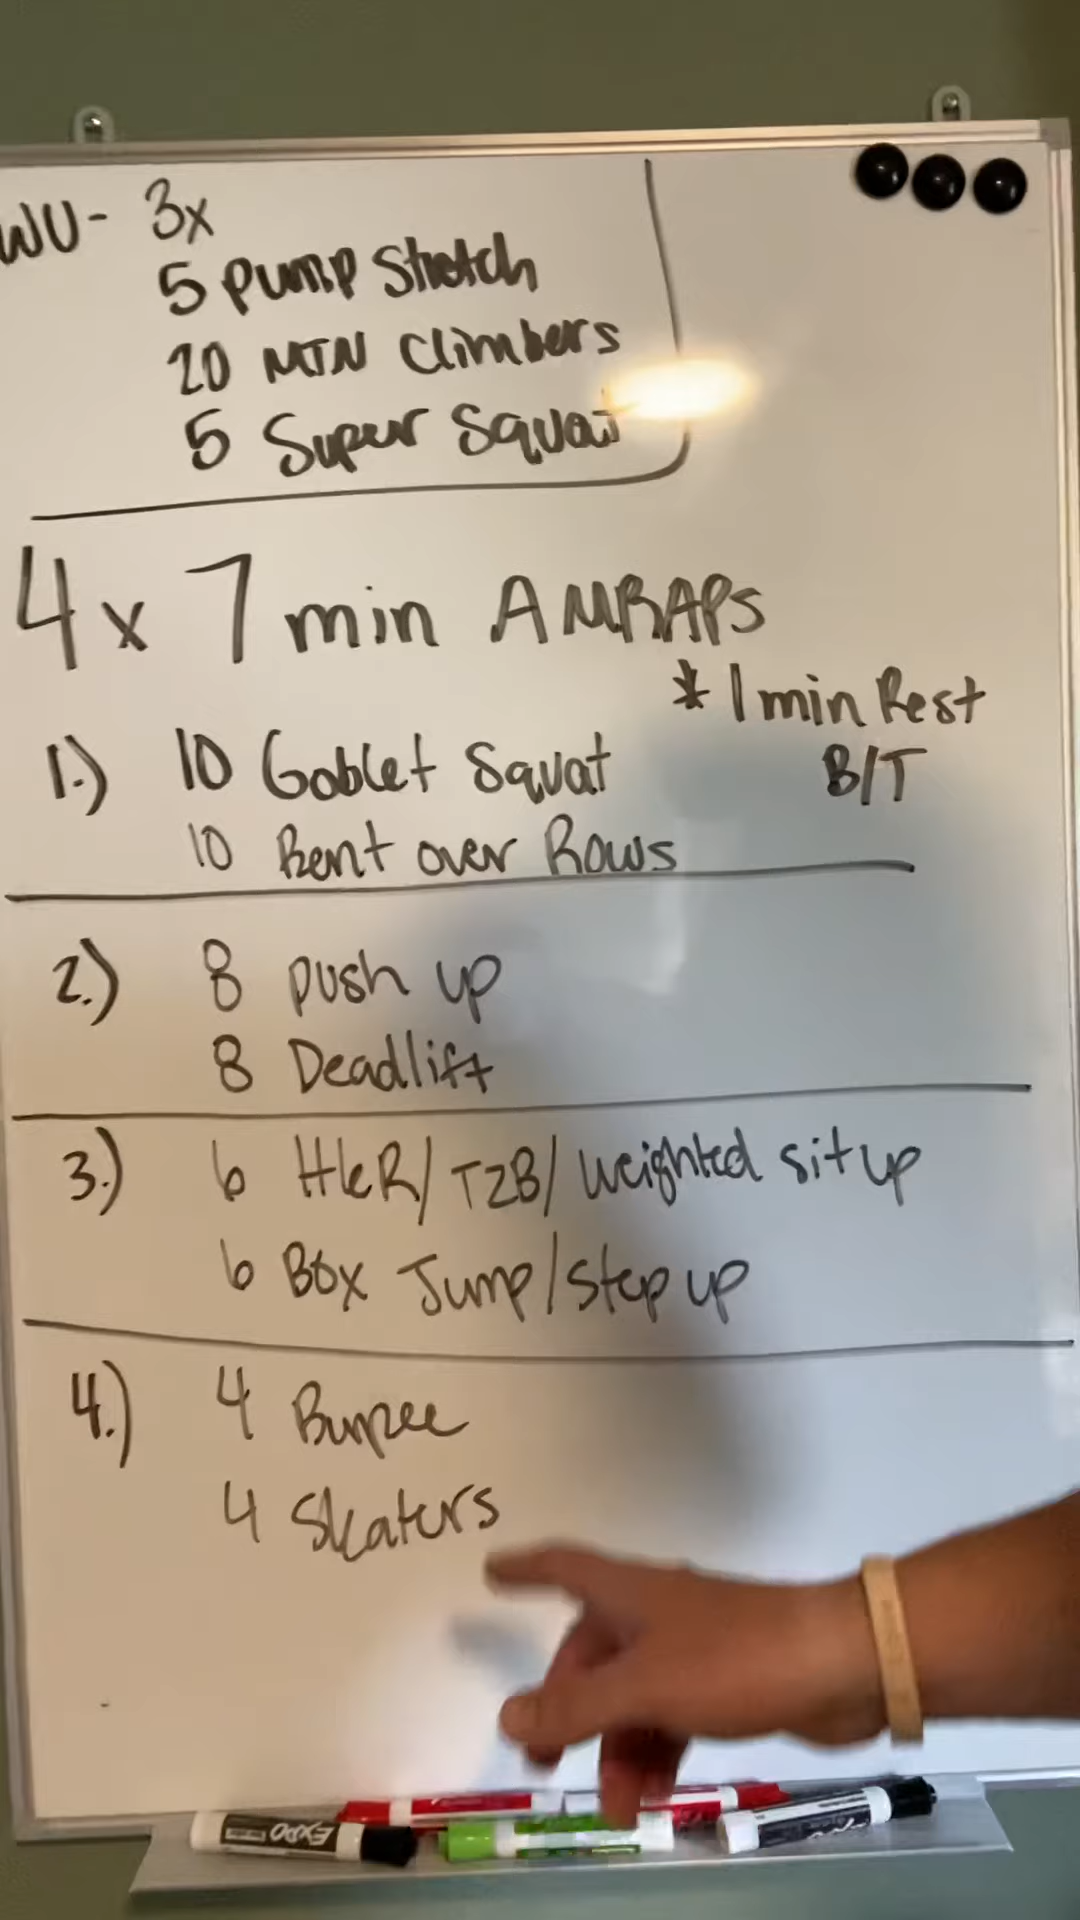 WU- 3x
5 Pump Stretch
20 MTN Climbers
5 Super Squat
4 x 7 min AMRAPS
* 1 min Rest
B/T
1.) 10 Goblet Squat
10 Bent over Rows
2.) 8 push up
8 Deadlift
3.) 6 HKR/ T2B/ weighted sit up
6 Box Jump/step up
4.) 4 Burpee
4 Skaters
EXPO